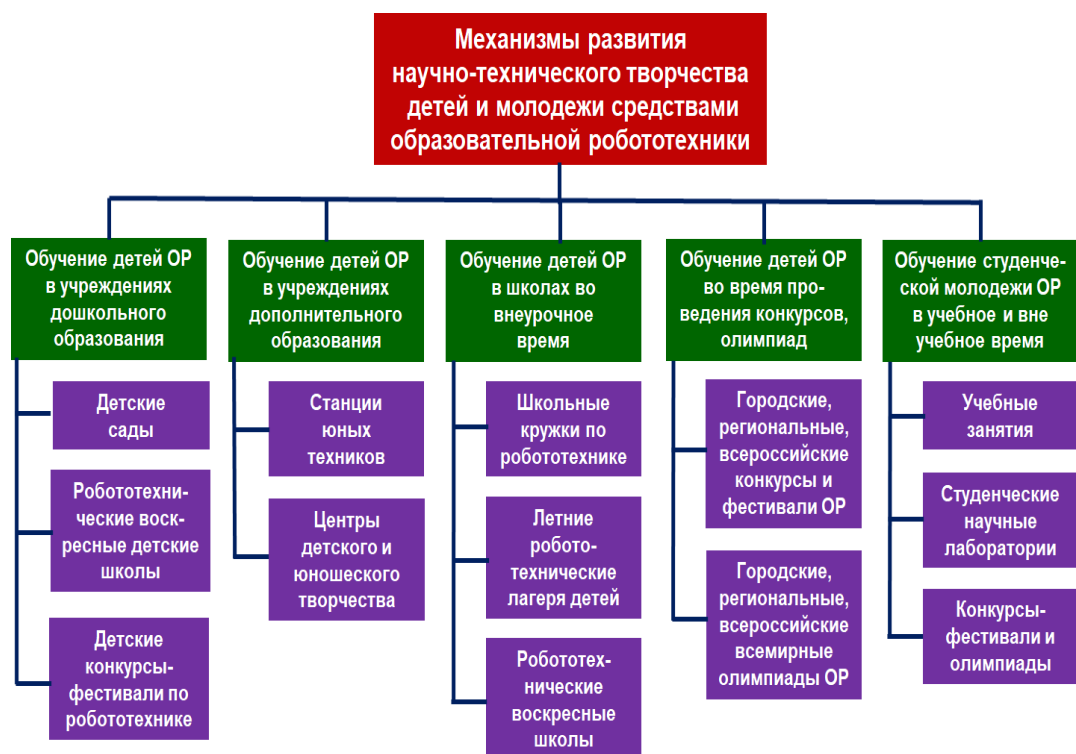 Механизмы развития
научно-технического творчества
детей и молодежи средствами
образовательной робототехники
Обучение детей ОР
в учреждениях
дошкольного
образования
Детские
сады
Робототехни-
ческие воск-
ресные детские
школы
Детские
конкурсы-
фестивали по
робототехнике
Обучение детей ОР
в учреждениях
дополнительного
образования
Станции
юных
техников
Центры
детского и
юношеского
творчества
Обучение детей ОР
в школах во
внеурочное
время
Школьные
кружки по
робототехнике
Летние
робото-
технические
лагеря детей
Робототех-
нические
воскресные
школы
Обучение детей ОР
во время про-
ведения конкурсов,
олимпиад
Городские,
региональные,
всероссийские
конкурсы и
фестивали ОР
Городские,
региональные,
всероссийские
всемирные
олимпиады ОР
Обучение студенче-
ской молодежи ОР
в учебное и вне
учебное время
Учебные
занятия
Студенческие
научные
лаборатории
Конкурсы-
фестивали и
олимпиады